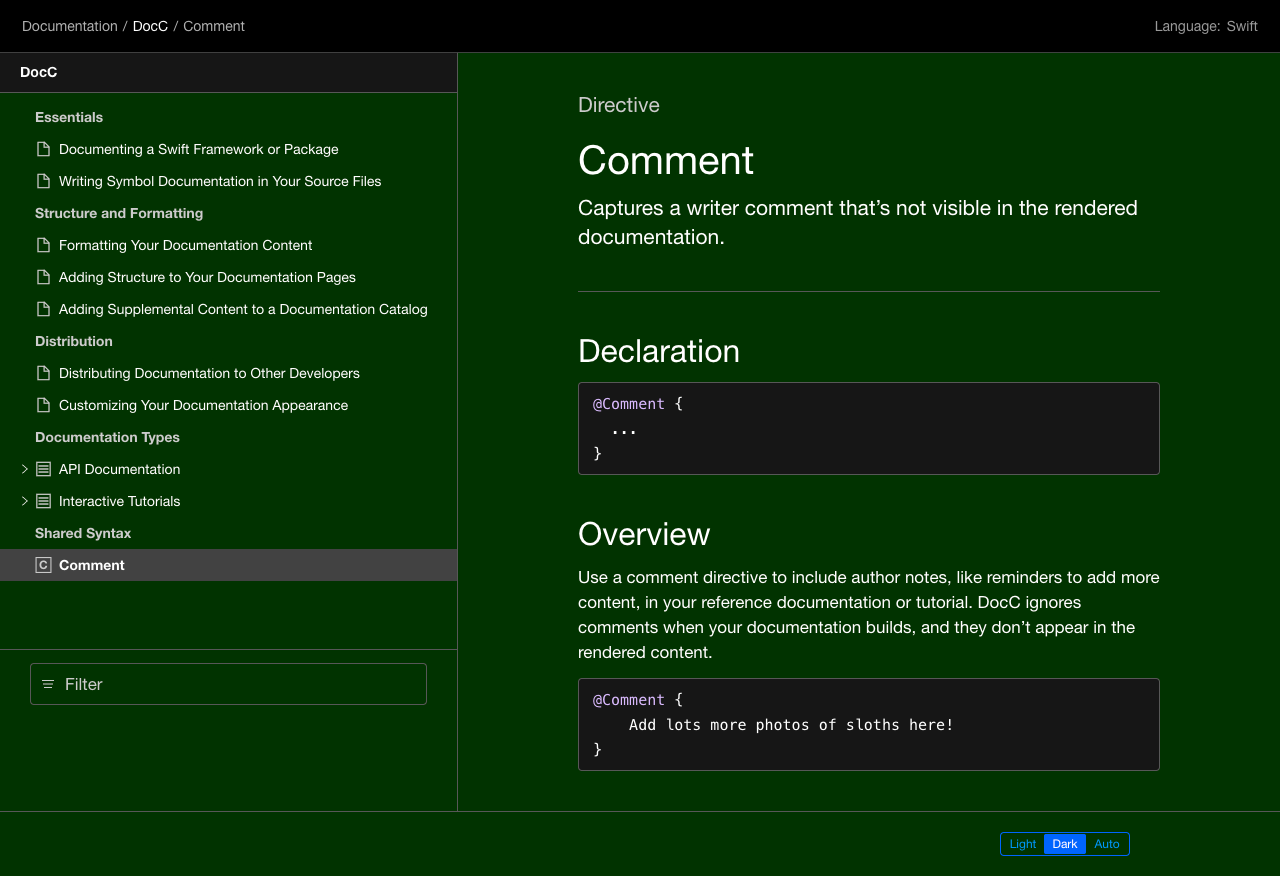 Documentation / DocC / Comment
Language: Swift
DocC
Essentials
Documenting a Swift Framework or Package
Writing Symbol Documentation in Your Source Files
Structure and Formatting
Formatting Your Documentation Content
Adding Structure to Your Documentation Pages
Adding Supplemental Content to a Documentation Catalog
Distribution
Distributing Documentation to Other Developers
Customizing Your Documentation Appearance
Documentation Types
API Documentation
Interactive Tutorials
Shared Syntax
C Comment
Filter
Directive
Comment
Captures a writer comment that’s not visible in the rendered
documentation.
Declaration
@Comment {
  ...
}
Overview
Use a comment directive to include author notes, like reminders to add more
content, in your reference documentation or tutorial. DocC ignores
comments when your documentation builds, and they don’t appear in the
rendered content.
@Comment {
    Add lots more photos of sloths here!
}
Light Dark Auto